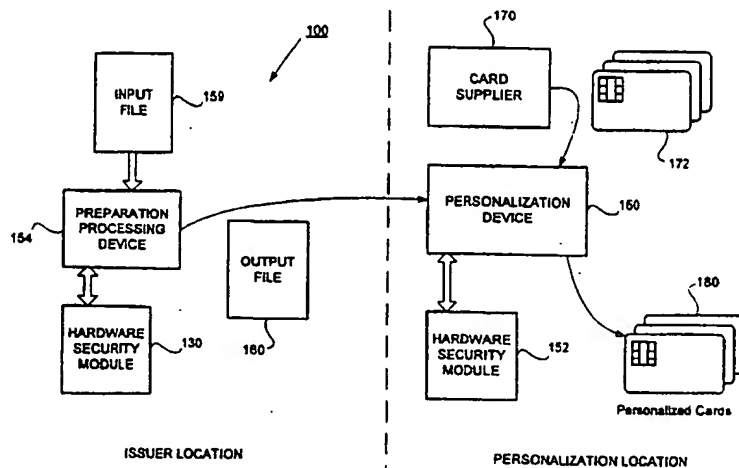 100
INPUT
FILE
159
PREPARATION
PROCESSING
DEVICE
154
OUTPUT
FILE
160
HARDWARE
SECURITY
MODULE
130
ISSUER LOCATION
170
CARD
SUPPLIER
172
PERSONALIZATION
DEVICE
150
HARDWARE
SECURITY
MODULE
152
180
Personalized Cards
PERSONALIZATION LOCATION